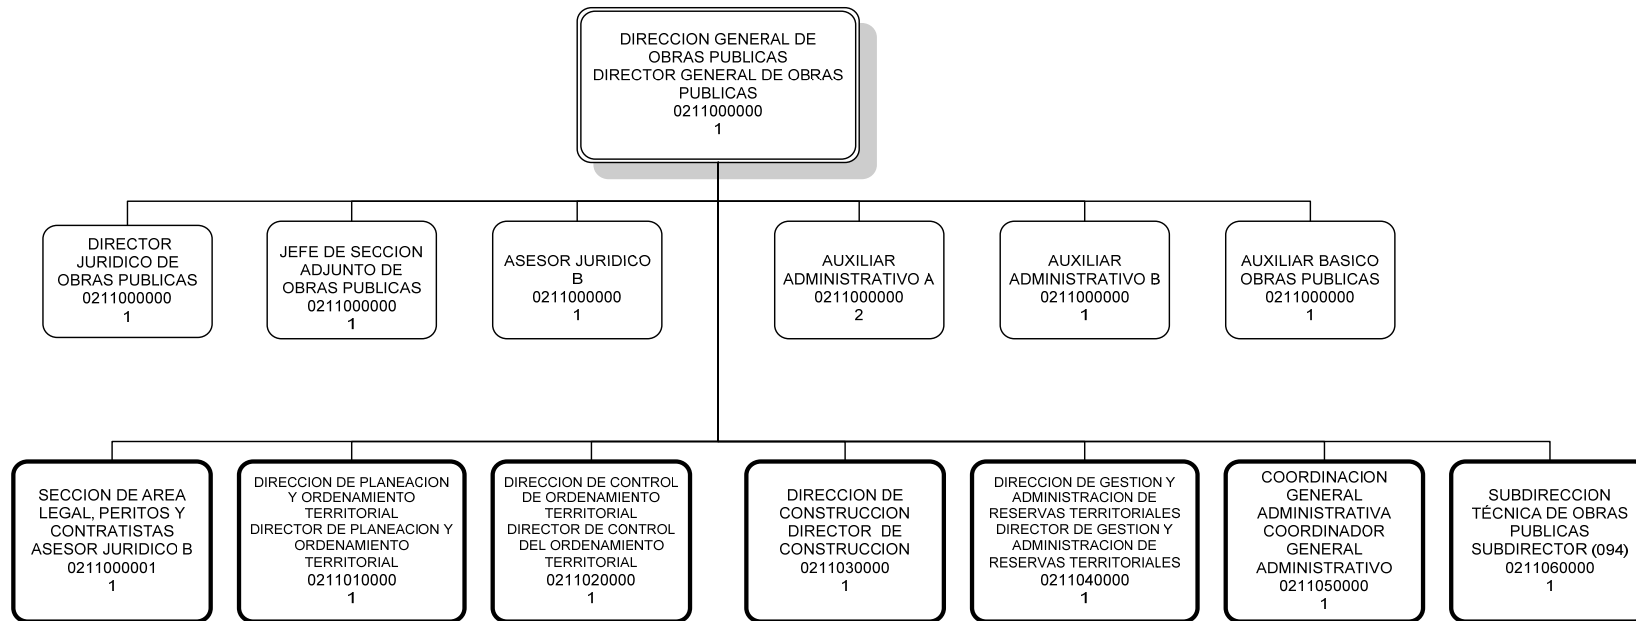 DIRECCION GENERAL DE
OBRAS PUBLICAS
DIRECTOR GENERAL DE OBRAS
PUBLICAS
0211000000
1
DIRECTOR
JURIDICO DE
OBRAS PUBLICAS
0211000000
1
JEFE DE SECCION
ADJUNTO DE
OBRAS PUBLICAS
0211000000
1
ASESOR JURIDICO
B
0211000000
1
AUXILIAR
ADMINISTRATIVO A
0211000000
2
AUXILIAR
ADMINISTRATIVO B
0211000000
1
AUXILIAR BASICO
OBRAS PUBLICAS
0211000000
1
SECCION DE AREA
LEGAL, PERITOS Y
CONTRATISTAS
ASESOR JURIDICO B
0211000001
1
DIRECCION DE PLANEACION
Y ORDENAMIENTO
TERRITORIAL
DIRECTOR DE PLANEACION Y
ORDENAMIENTO
TERRITORIAL
0211010000
1
DIRECCION DE CONTROL
DE ORDENAMIENTO
TERRITORIAL
DIRECTOR DE CONTROL
DEL ORDENAMIENTO
TERRITORIAL
0211020000
1
DIRECCION DE
CONSTRUCCION
DIRECTOR DE
CONSTRUCCION
0211030000
1
DIRECCION DE GESTION Y
ADMINISTRACION DE
RESERVAS TERRITORIALES
DIRECTOR DE GESTION Y
ADMINISTRACION DE
RESERVAS TERRITORIALES
0211040000
1
COORDINACION
GENERAL
ADMINISTRATIVA
COORDINADOR
GENERAL
ADMINISTRATIVO
0211050000
1
SUBDIRECCION
TÉCNICA DE OBRAS
PUBLICAS
SUBDIRECTOR (094)
0211060000
1